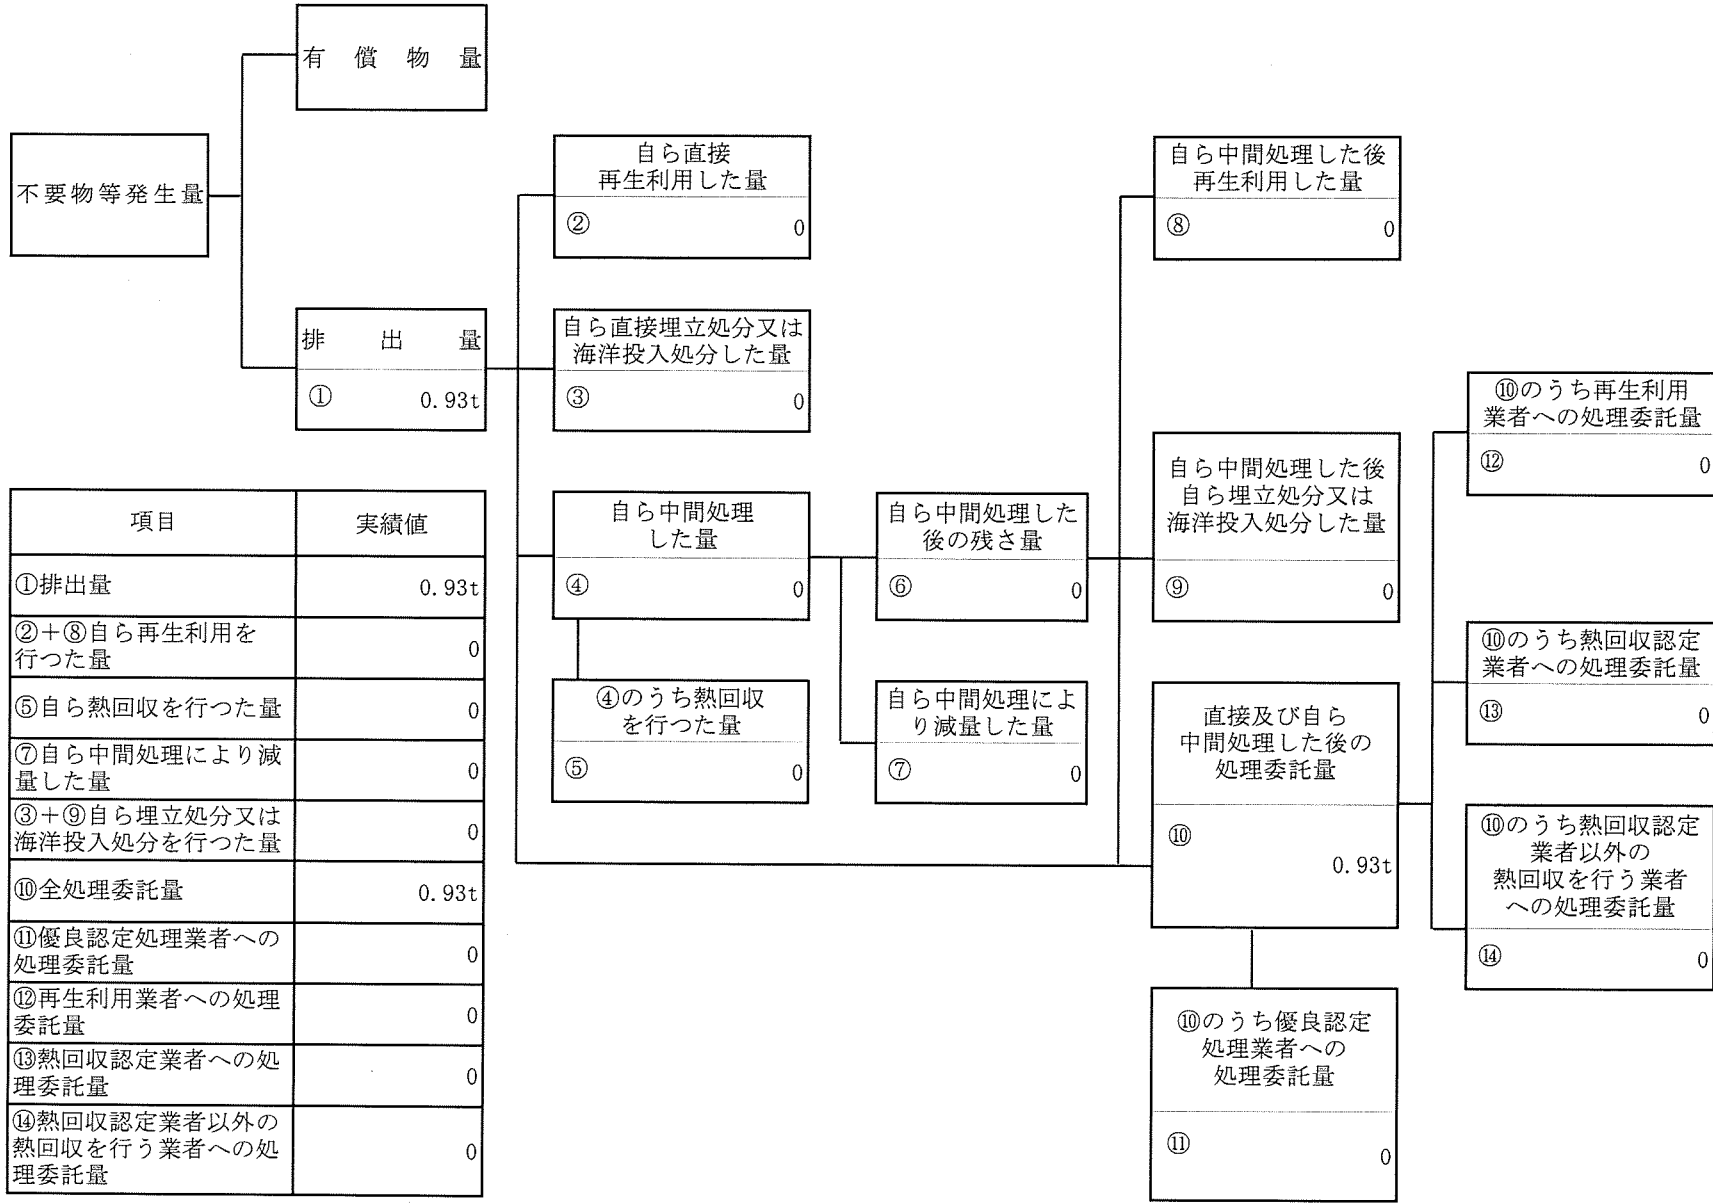 有償物量
不要物等発生量
排出量
① 0.93t
自ら直接
再生利用した量
② 0
自ら直接埋立処分又は
海洋投入処分した量
③ 0
自ら中間処理
した量
④ 0
④のうち熱回収
を行つた量
⑤ 0
自ら中間処理した
後の残さ量
⑥ 0
自ら中間処理によ
り減量した量
⑦ 0
自ら中間処理した後
再生利用した量
⑧ 0
自ら中間処理した後
自ら埋立処分又は
海洋投入処分した量
⑨ 0
直接及び自ら
中間処理した後の
処理委託量
⑩
0.93t
⑩のうち優良認定
処理業者への
処理委託量
⑪ 0
⑩のうち再生利用
業者への処理委託量
⑫ 0
⑩のうち熱回収認定
業者への処理委託量
⑬ 0
⑩のうち熱回収認定
業者以外の
熱回収を行う業者
への処理委託量
⑭ 0
項目 実績値
①排出量 0.93t
②+⑧自ら再生利用を
行つた量 0
⑤自ら熱回収を行つた量 0
⑦自ら中間処理により減
量した量 0
③+⑨自ら埋立処分又は
海洋投入処分を行つた量 0
⑩全処理委託量 0.93t
⑪優良認定処理業者への
処理委託量 0
⑫再生利用業者への処理
委託量 0
⑬熱回収認定業者への処
理委託量 0
⑭熱回収認定業者以外の
熱回収を行う業者への処
理委託量 0